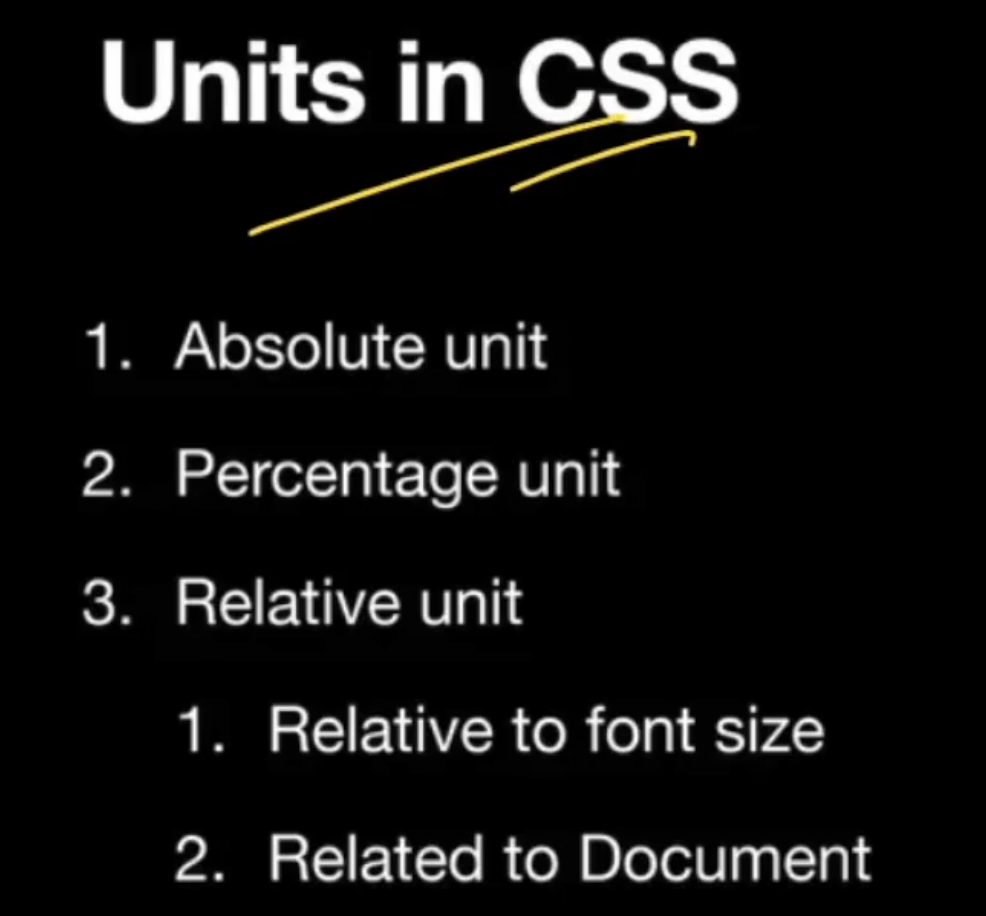 Units in CSS
1. Absolute unit
2. Percentage unit
3. Relative unit
1. Relative to font size
2. Related to Document